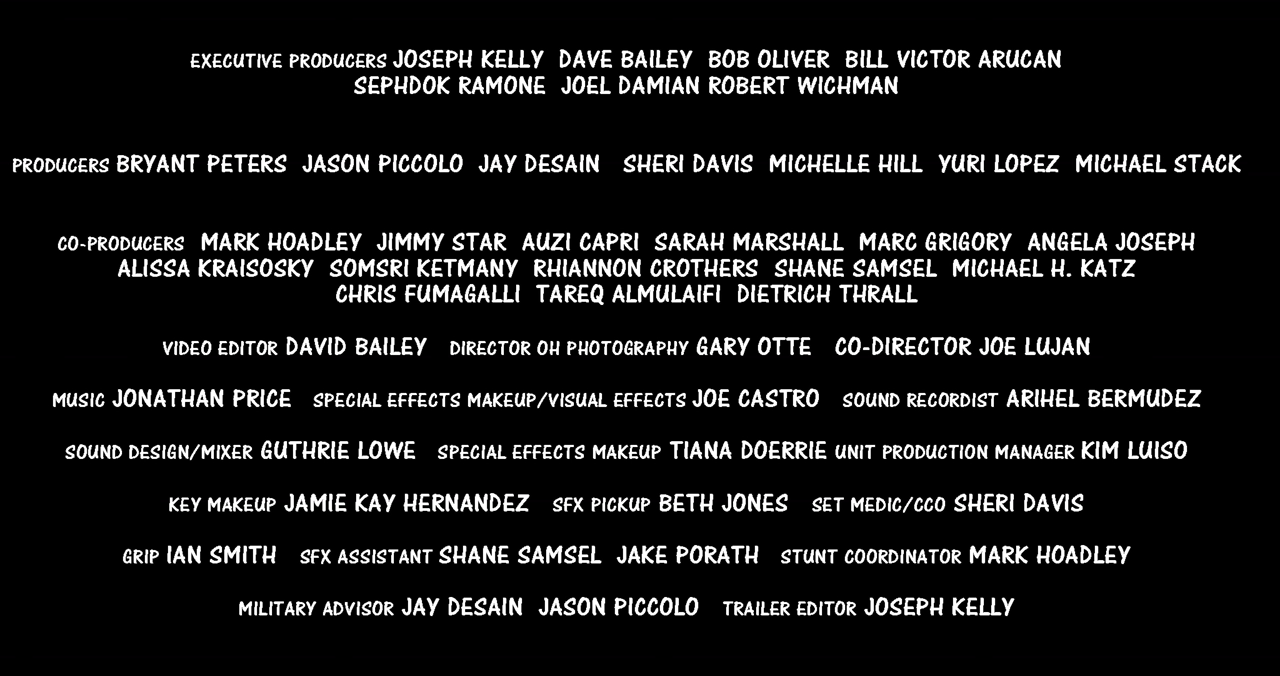 EXECUTIVE PRODUCERS JOSEPH KELLY DAVE BAILEY BOB OLIVER BILL VICTOR ARUCAN
SEPHDOK RAMONE JOEL DAMIAN ROBERT WICHMAN
PRODUCERS BRYANT PETERS JASON PICCOLO JAY DESAIN SHERI DAVIS MICHELLE HILL YURI LOPEZ MICHAEL STACK
CO-PRODUCERS MARK HOADLEY JIMMY STAR AUZI CAPRI SARAH MARSHALL MARC GRIGORY ANGELA JOSEPH
ALISSA KRAISOSKY SOMSRI KETMANY RHIANNON CROTHERS SHANE SAMSEL MICHAEL H. KATZ
CHRIS FUMAGALLI TAREQ ALMULAIFI DIETRICH THRALL
VIDEO EDITOR DAVID BAILEY DIRECTOR OH PHOTOGRAPHY GARY OTTE CO-DIRECTOR JOE LUJAN
MUSIC JONATHAN PRICE SPECIAL EFFECTS MAKEUP/VISUAL EFFECTS JOE CASTRO SOUND RECORDIST ARIHEL BERMUDEZ
SOUND DESIGN/MIXER GUTHRIE LOWE SPECIAL EFFECTS MAKEUP TIANA DOERRIE UNIT PRODUCTION MANAGER KIM LUISO
KEY MAKEUP JAMIE KAY HERNANDEZ SFX PICKUP BETH JONES SET MEDIC/CCO SHERI DAVIS
GRIP IAN SMITH SFX ASSISTANT SHANE SAMSEL JAKE PORATH STUNT COORDINATOR MARK HOADLEY
MILITARY ADVISOR JAY DESAIN JASON PICCOLO TRAILER EDITOR JOSEPH KELLY